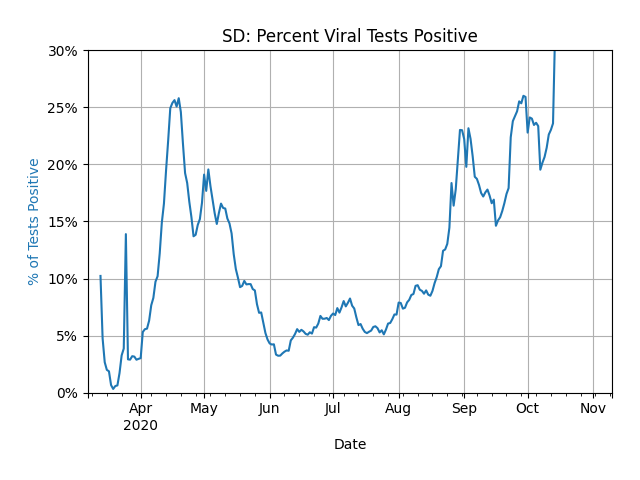 SD: Percent Viral Tests Positive
30%
25%
20%
15%
10%
5%
0%
% of Tests Positive
Apr May Jun Jul Aug Sep Oct Nov
2020
Date